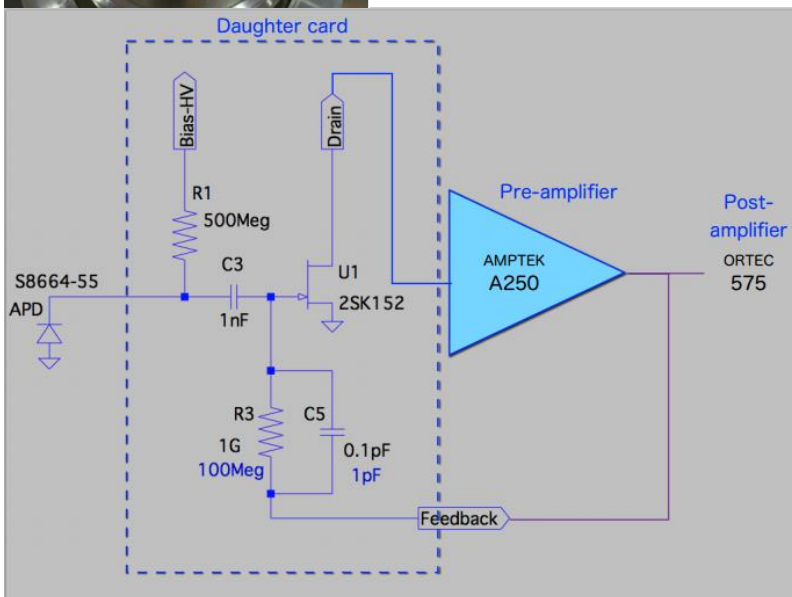 Daughter card
Bias-HV
Drain
R1
500Meg
Pre-amplifier
Post-
amplifier
C3
U1
AMPTEK
A250
ORTEC
575
S8664-55
APD
1nF
2SK152
R3
C5
1G
0.1pF
100Meg
1pF
Feedback